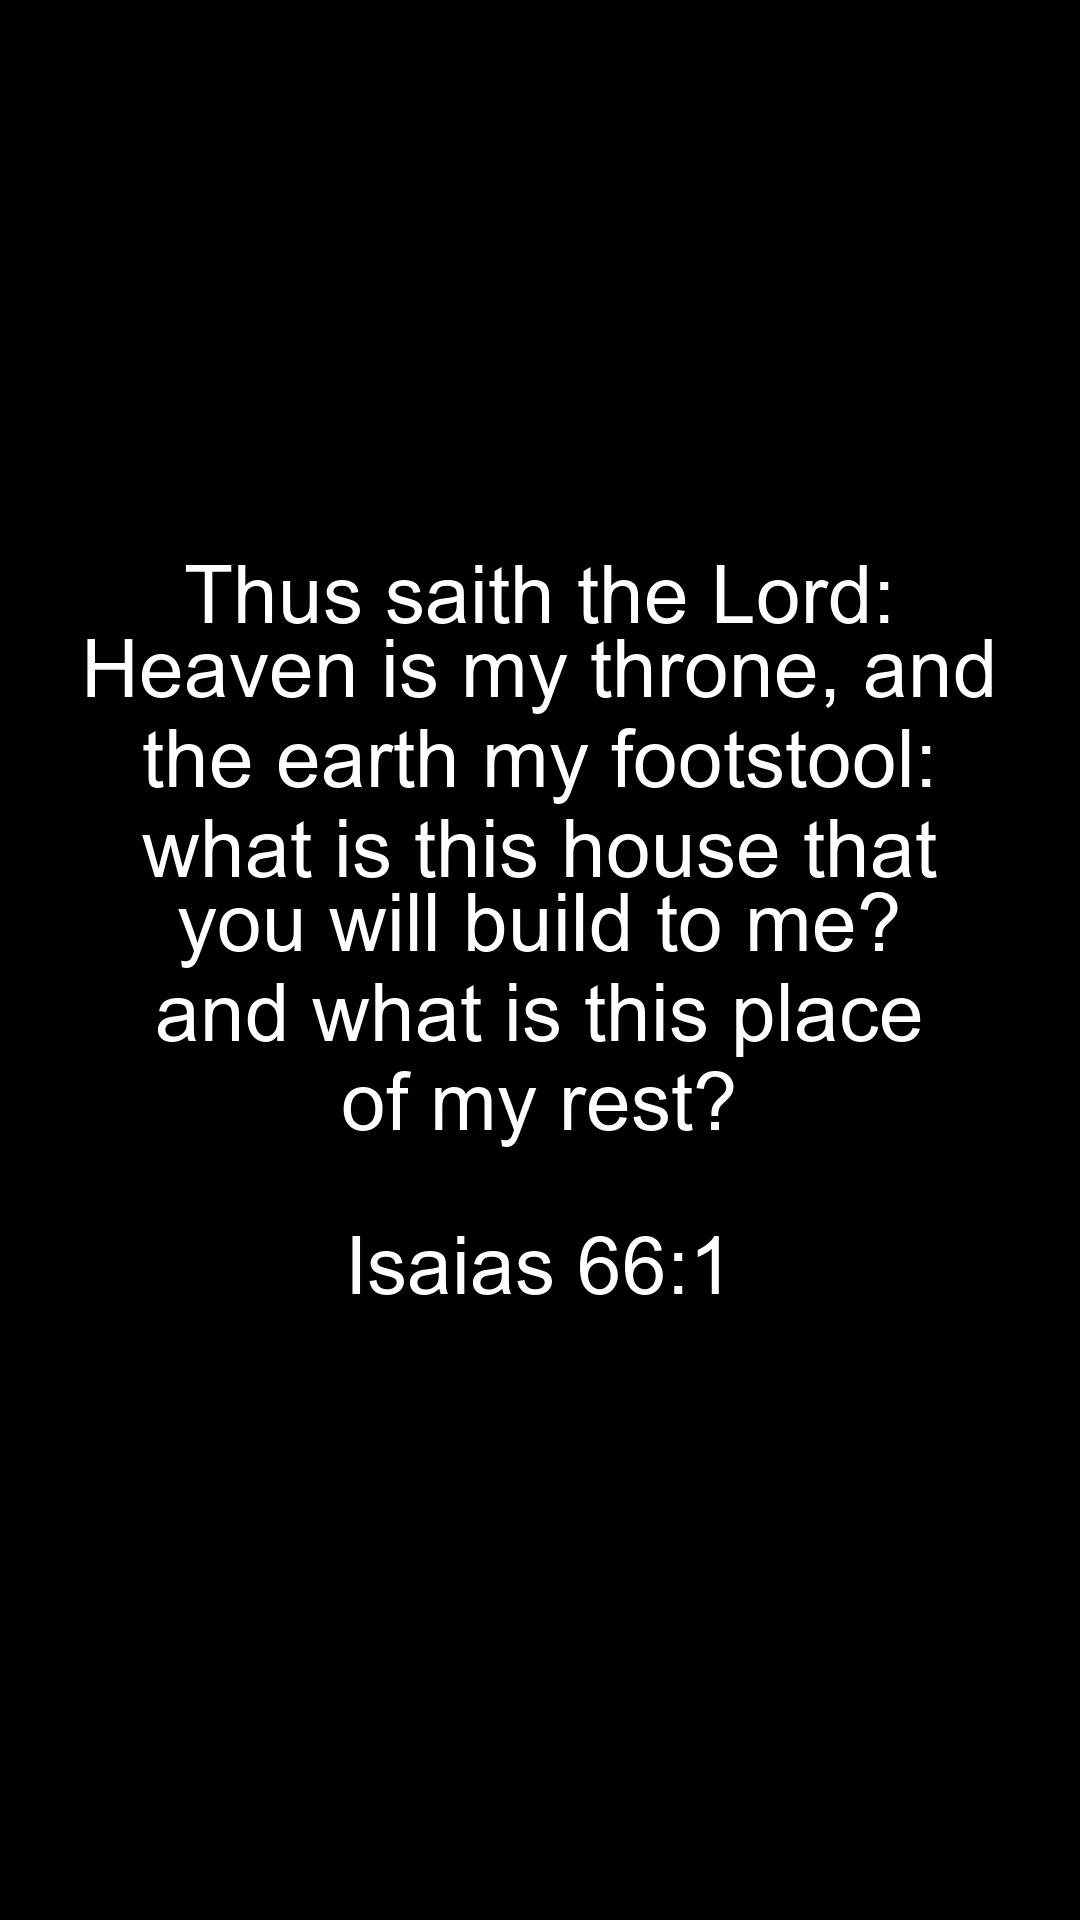 Thus saith the Lord:
Heaven is my throne, and
the earth my footstool:
what is this house that
you will build to me?
and what is this place
of my rest?
Isaias 66:1